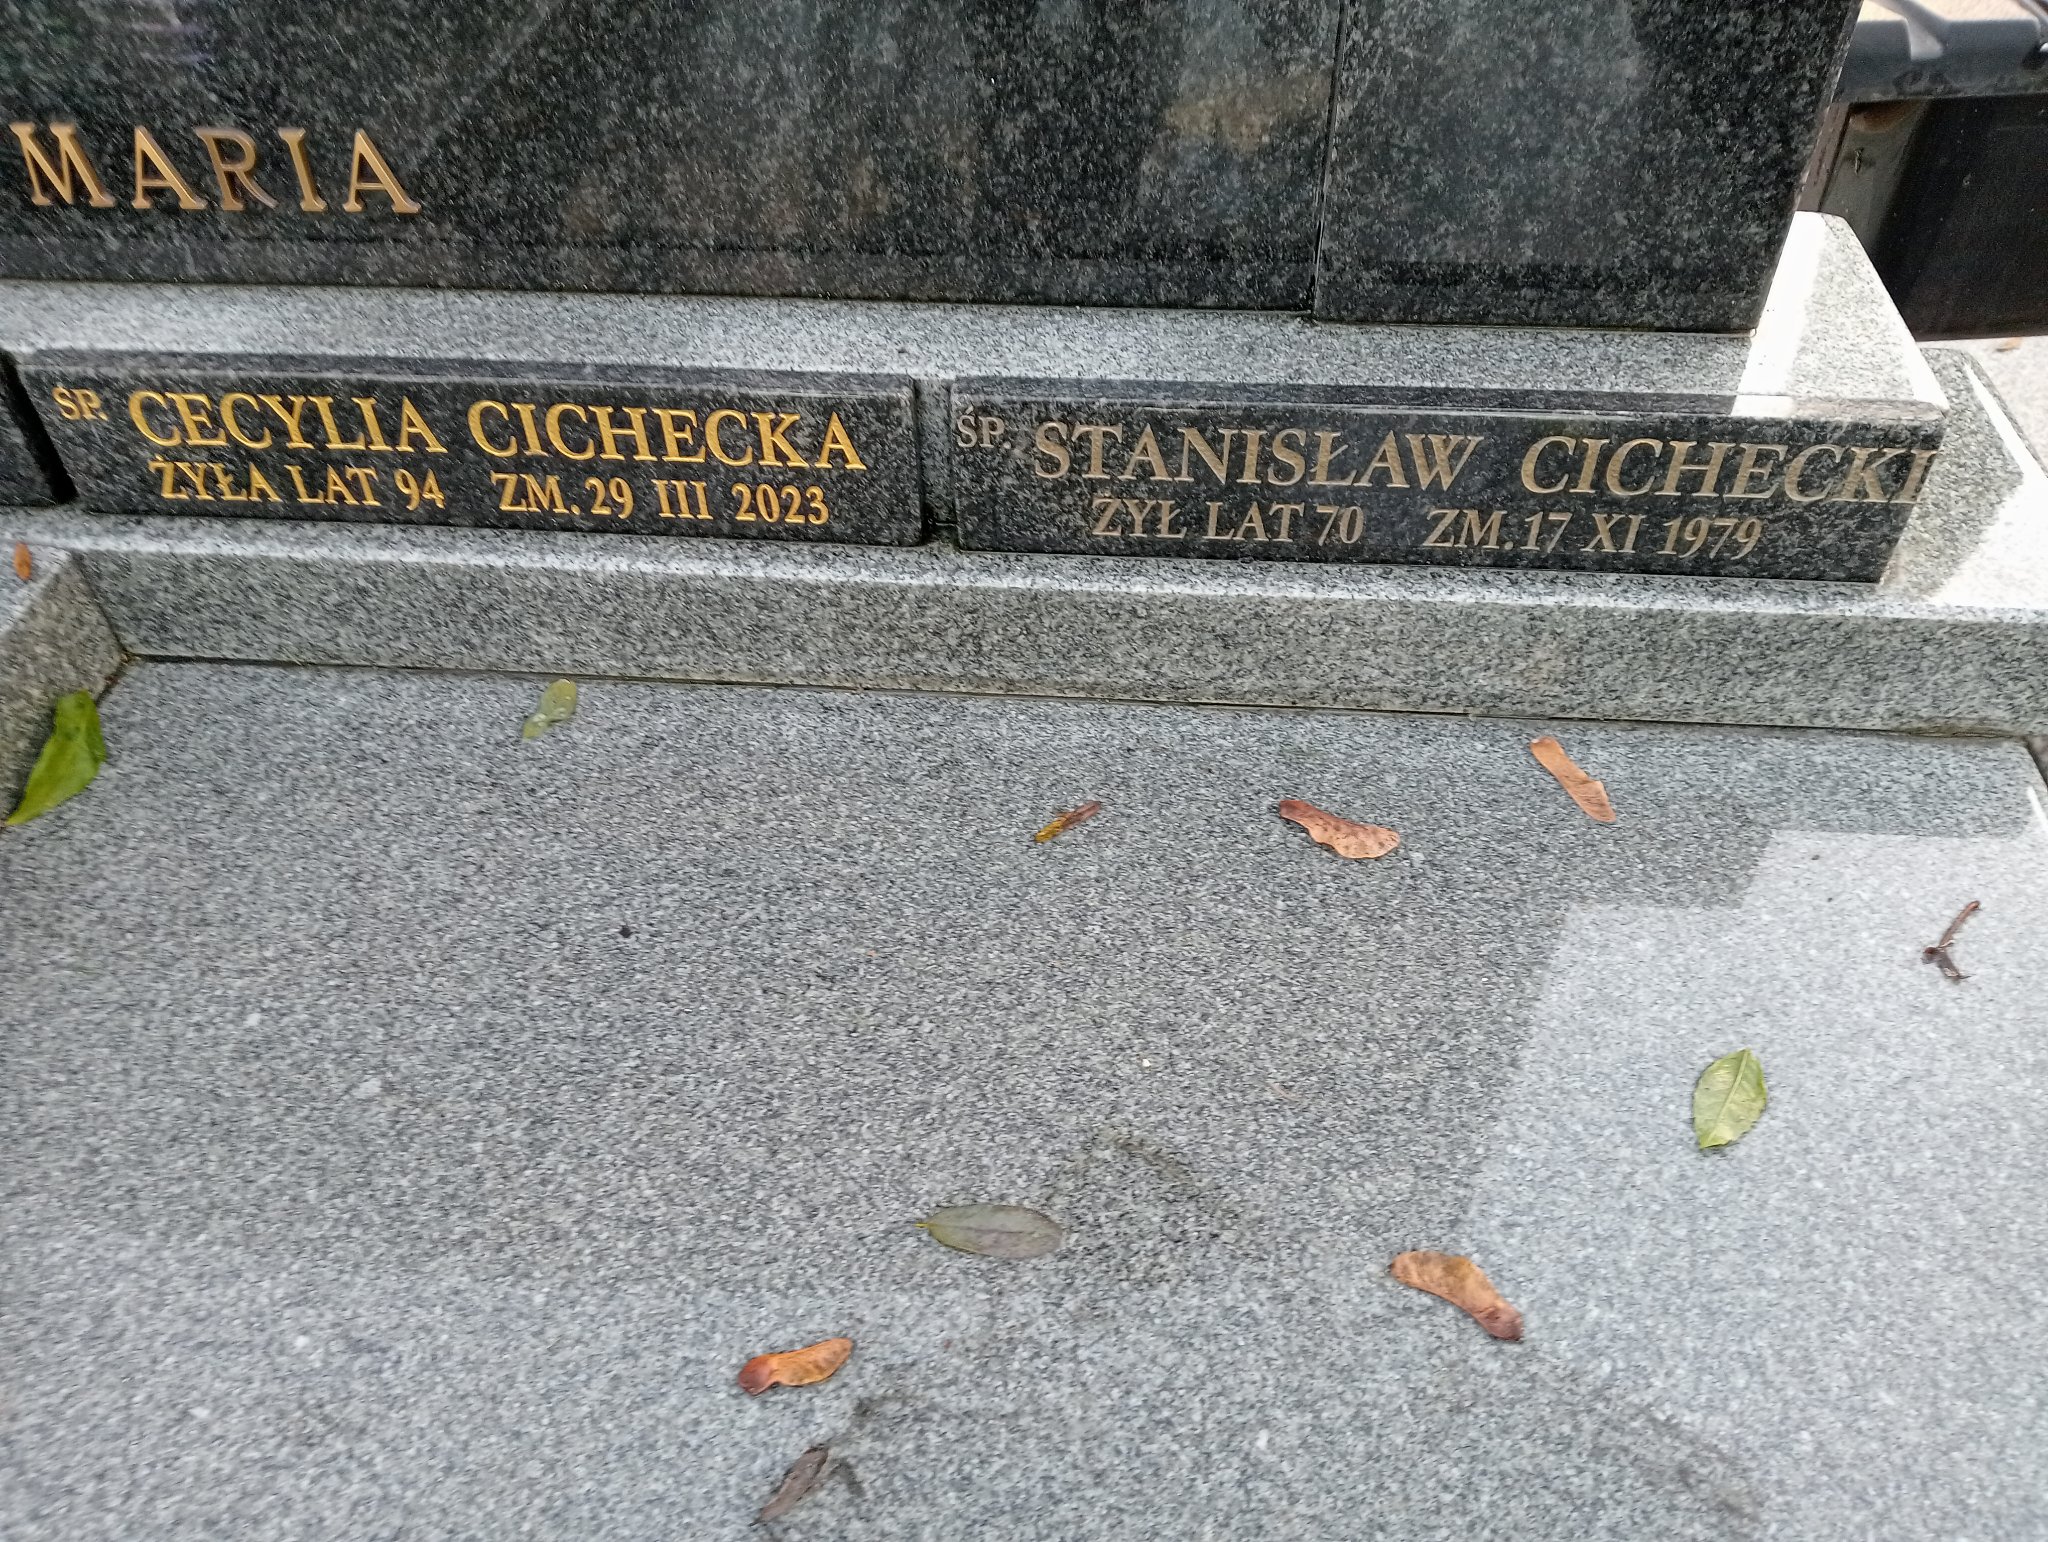 MARIA
ŚP. CECYLIA CICHECKA
ŻYŁA LAT 94 ZM. 29 III 2023
ŚP. STANISŁAW CICHECKI
ŻYŁ LAT 70 ZM. 17 XI 1979